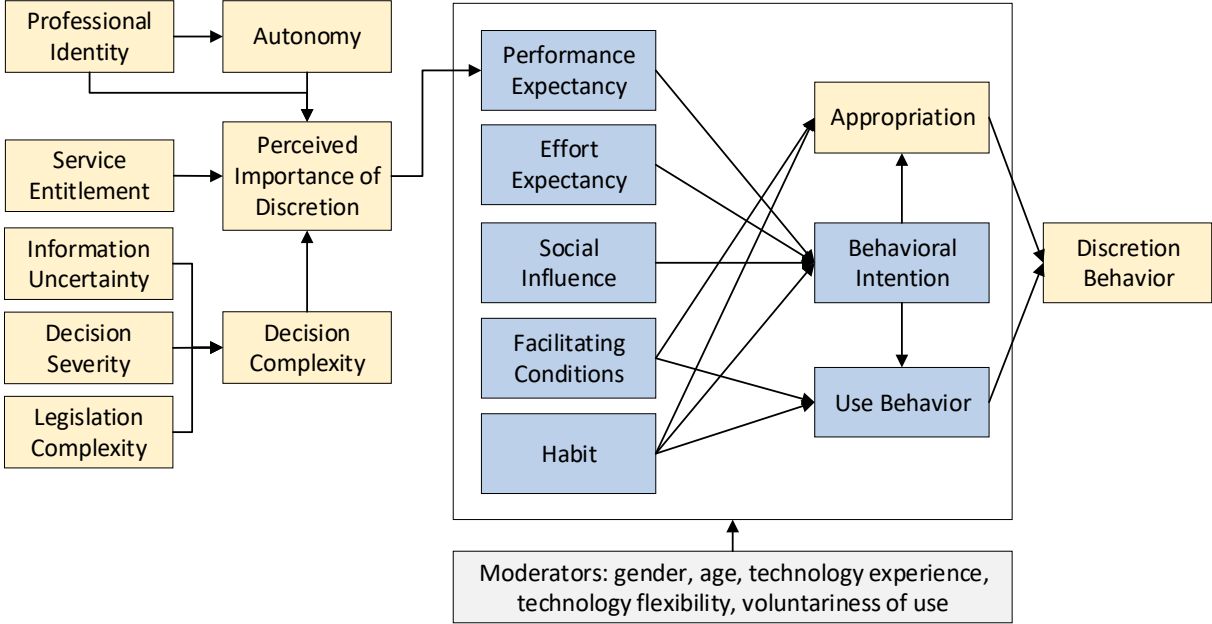 Professional
Identity
Autonomy
Service
Entitlement
Perceived
Importance of
Discretion
Information
Uncertainty
Decision
Severity
Legislation
Complexity
Decision
Complexity
Performance
Expectancy
Effort
Expectancy
Social
Influence
Facilitating
Conditions
Habit
Appropriation
Behavioral
Intention
Use Behavior
Discretion
Behavior
Moderators: gender, age, technology experience,
technology flexibility, voluntariness of use